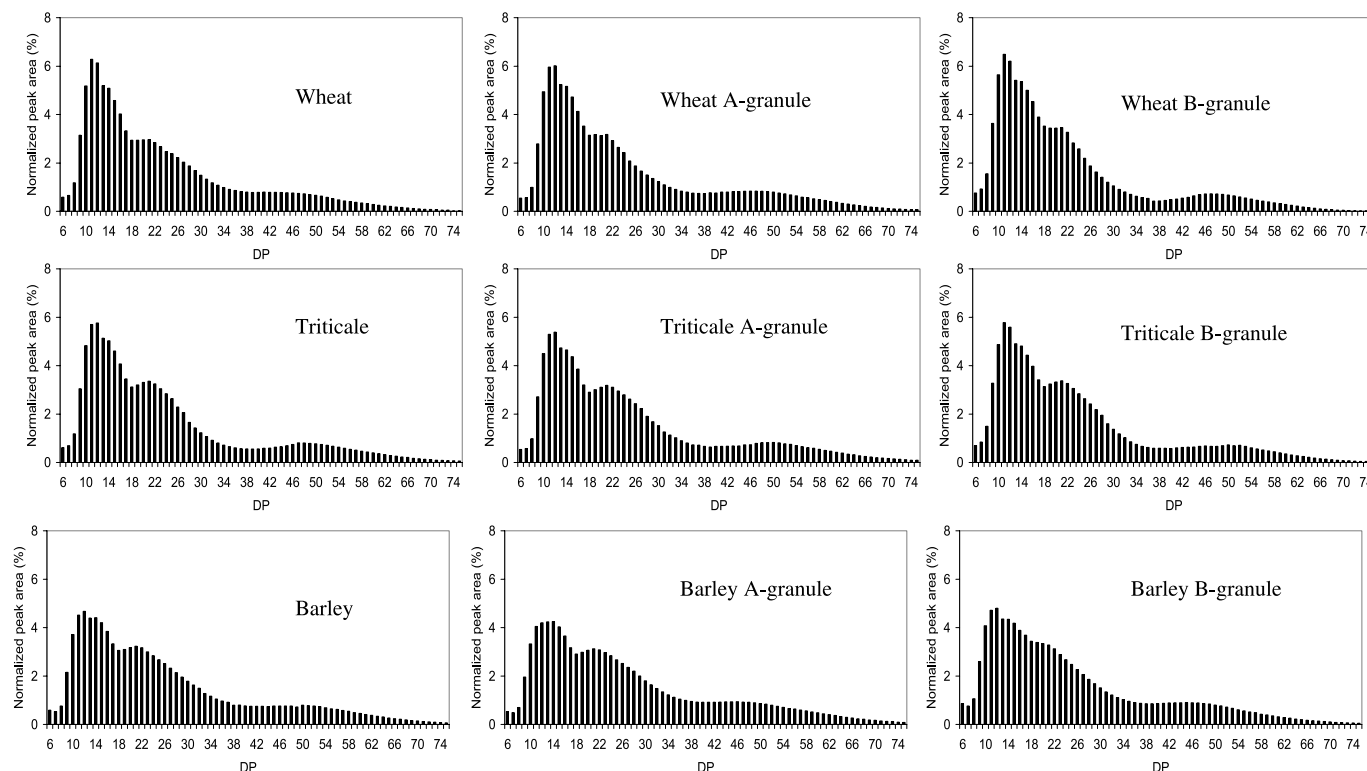 Normalized peak area (%)
8
6
4
2
0
Wheat
6 10 14 18 22 26 30 34 38 42 46 50 54 58 62 66 70 74
DP
Normalized peak area (%)
8
6
4
2
0
Wheat A-granule
6 10 14 18 22 26 30 34 38 42 46 50 54 58 62 66 70 74
DP
Normalized peak area (%)
8
6
4
2
0
Wheat B-granule
6 10 14 18 22 26 30 34 38 42 46 50 54 58 62 66 70 74
DP
Normalized peak area (%)
8
6
4
2
0
Triticale
6 10 14 18 22 26 30 34 38 42 46 50 54 58 62 66 70 74
DP
Normalized peak area (%)
8
6
4
2
0
Triticale A-granule
6 10 14 18 22 26 30 34 38 42 46 50 54 58 62 66 70 74
DP
Normalized peak area (%)
8
6
4
2
0
Triticale B-granule
6 10 14 18 22 26 30 34 38 42 46 50 54 58 62 66 70 74
DP
Normalized peak area (%)
8
6
4
2
0
Barley
6 10 14 18 22 26 30 34 38 42 46 50 54 58 62 66 70 74
DP
Normalized peak area (%)
8
6
4
2
0
Barley A-granule
6 10 14 18 22 26 30 34 38 42 46 50 54 58 62 66 70 74
DP
Normalized peak area (%)
8
6
4
2
0
Barley B-granule
6 10 14 18 22 26 30 34 38 42 46 50 54 58 62 66 70 74
DP